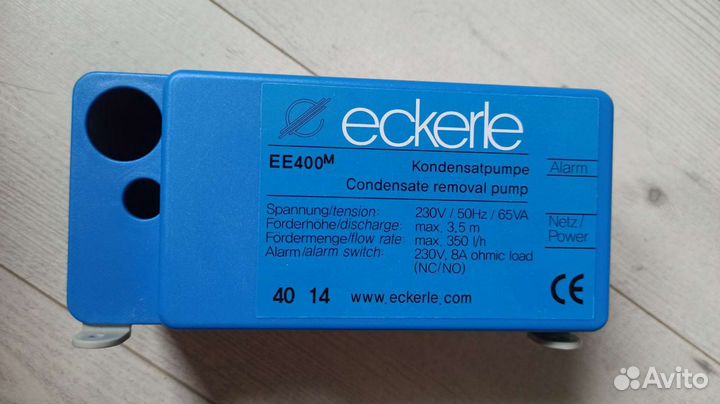 eckerle
EE400M
Kondensatpumpe
Condensate removal pump
Alarm
Spannung/tension: 230V / 50Hz / 65VA
Förderhöhe/discharge: max. 3,5 m
Fördermenge/flow rate: max. 350 l/h
Alarm/alarm switch: 230V, 8A ohmic load
(NC/NO)
Netz/
Power
40 14 www.eckerle.com
CE
Avito